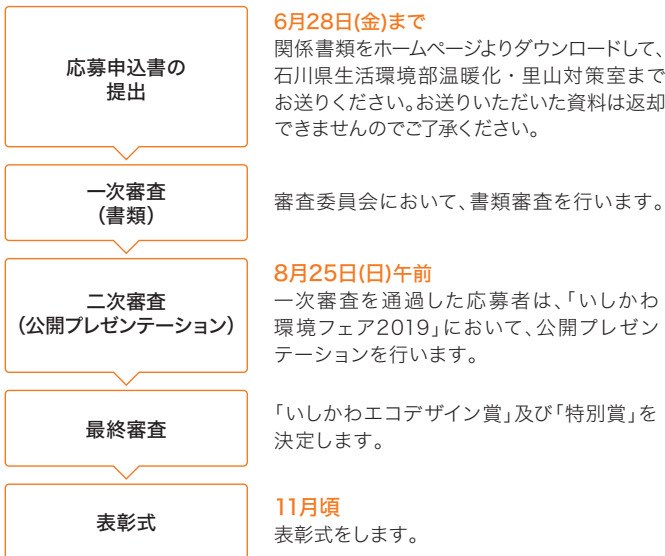 応募申込書の
提出
6月28日(金)まで
関係書類をホームページよりダウンロードして、
石川県生活環境部温暖化・里山対策室まで
お送りください。お送りいただいた資料は返却
できませんのでご了承ください。
一次審査
(書類)
審査委員会において、書類審査を行います。
二次審査
(公開プレゼンテーション)
8月25日(日)午前
一次審査を通過した応募者は、「いしかわ
環境フェア2019」において、公開プレゼン
テーションを行います。
最終審査
「いしかわエコデザイン賞」及び「特別賞」を
決定します。
表彰式
11月頃
表彰式をします。